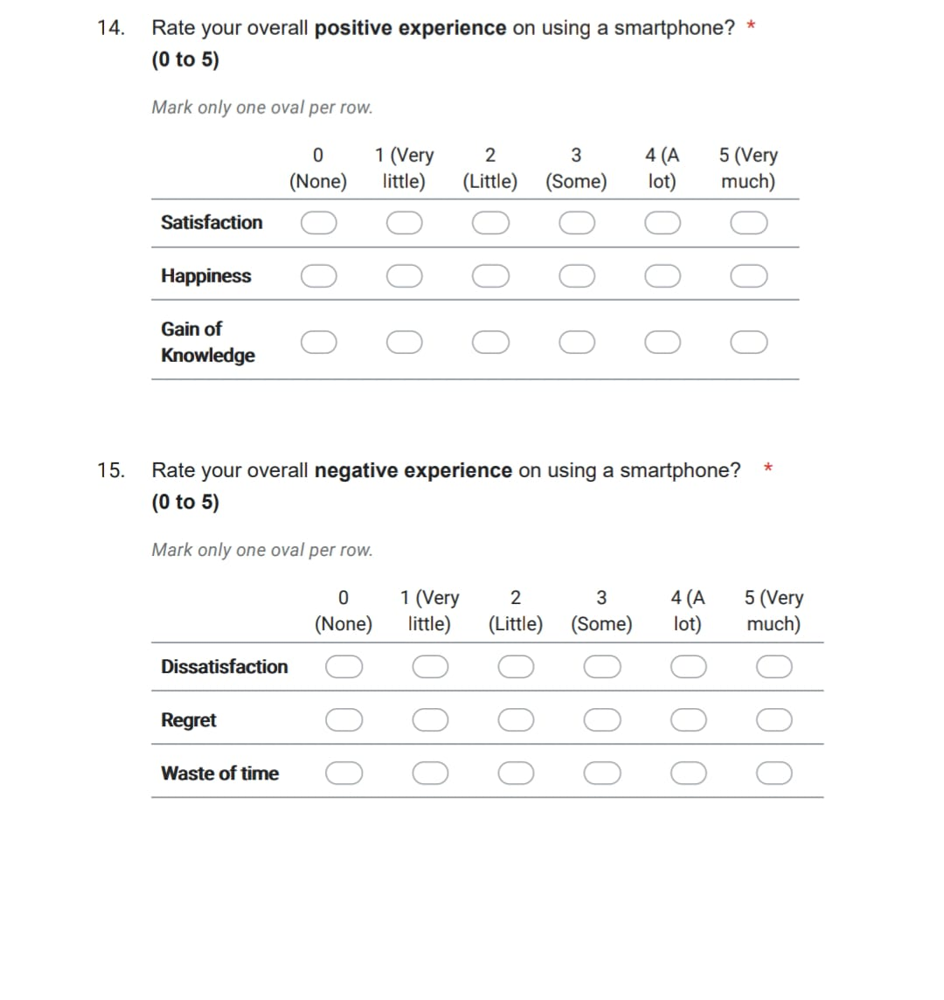 14. Rate your overall positive experience on using a smartphone? *
(0 to 5)
Mark only one oval per row.
0 1 (Very 2 3 4 (A 5 (Very
(None) little) (Little) (Some) lot) much)
Satisfaction
Happiness
Gain of
Knowledge
15. Rate your overall negative experience on using a smartphone? *
(0 to 5)
Mark only one oval per row.
0 1 (Very 2 3 4 (A 5 (Very
(None) little) (Little) (Some) lot) much)
Dissatisfaction
Regret
Waste of time